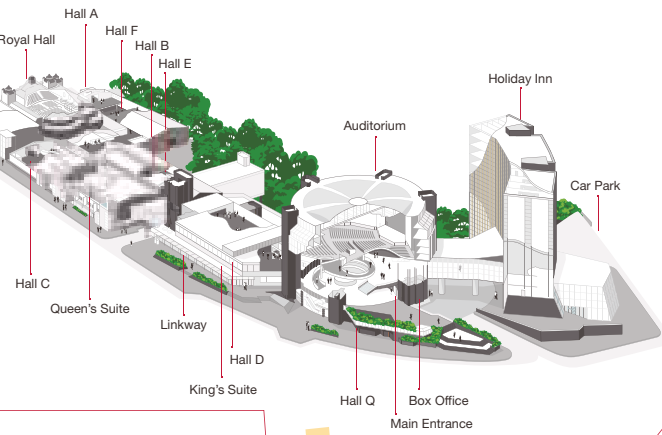 Hall A
Royal Hall
Hall F
Hall B
Hall E
Holiday Inn
Auditorium
Car Park
Hall C
Queen's Suite
Linkway
Hall D
King's Suite
Hall Q
Box Office
Main Entrance